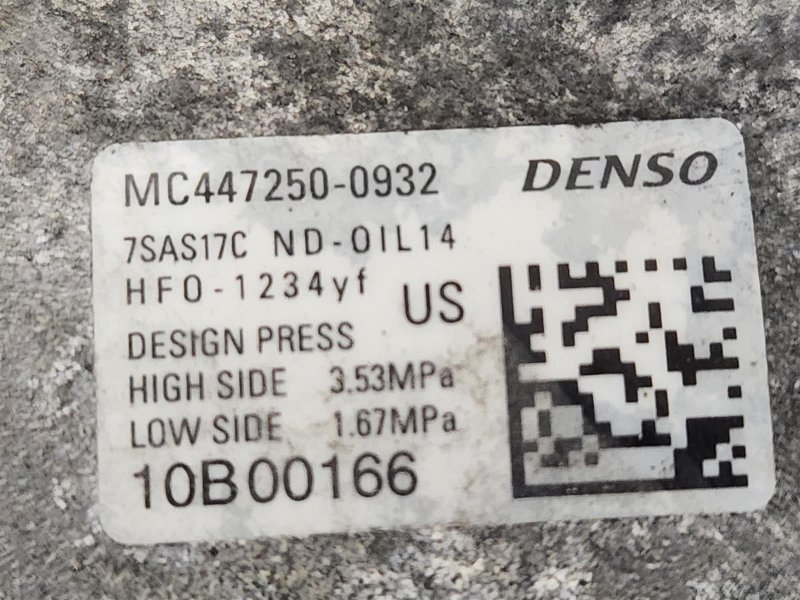 MC447250-0932 DENSO
7SAS17C ND-OIL14
HFO-1234yf US
DESIGN PRESS
HIGH SIDE 3.53MPa
LOW SIDE 1.67MPa
10B00166